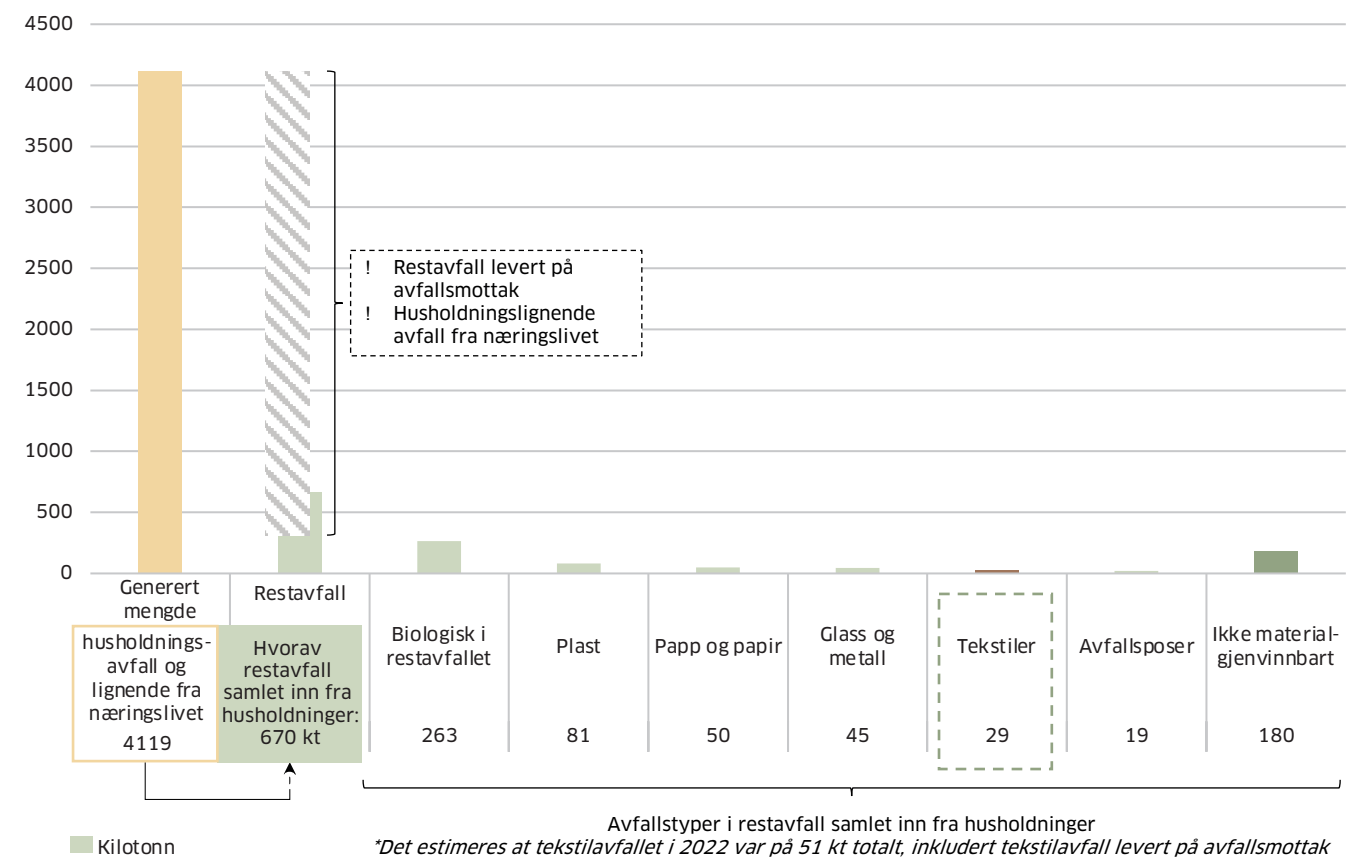 4500
4000
3500
3000
2500
2000
1500
1000
500
0
! Restavfall levert på
avfallsmottak
! Husholdningslignende
avfall fra næringslivet
Generert
mengde
husholdnings-
avfall og
lignende fra
næringslivet
4119
Restavfall
Hvorav
restavfall
samlet inn fra
husholdninger:
670 kt
Biologisk i
restavfallet
263
Plast
81
Papp og papir
50
Glass og
metall
45
Tekstiler
29
Avfallsposer
19
Ikke material-
gjenvinnbart
180
Avfallstyper i restavfall samlet inn fra husholdninger
Kilotonn
*Det estimeres at tekstilavfallet i 2022 var på 51 kt totalt, inkludert tekstilavfall levert på avfallsmottak